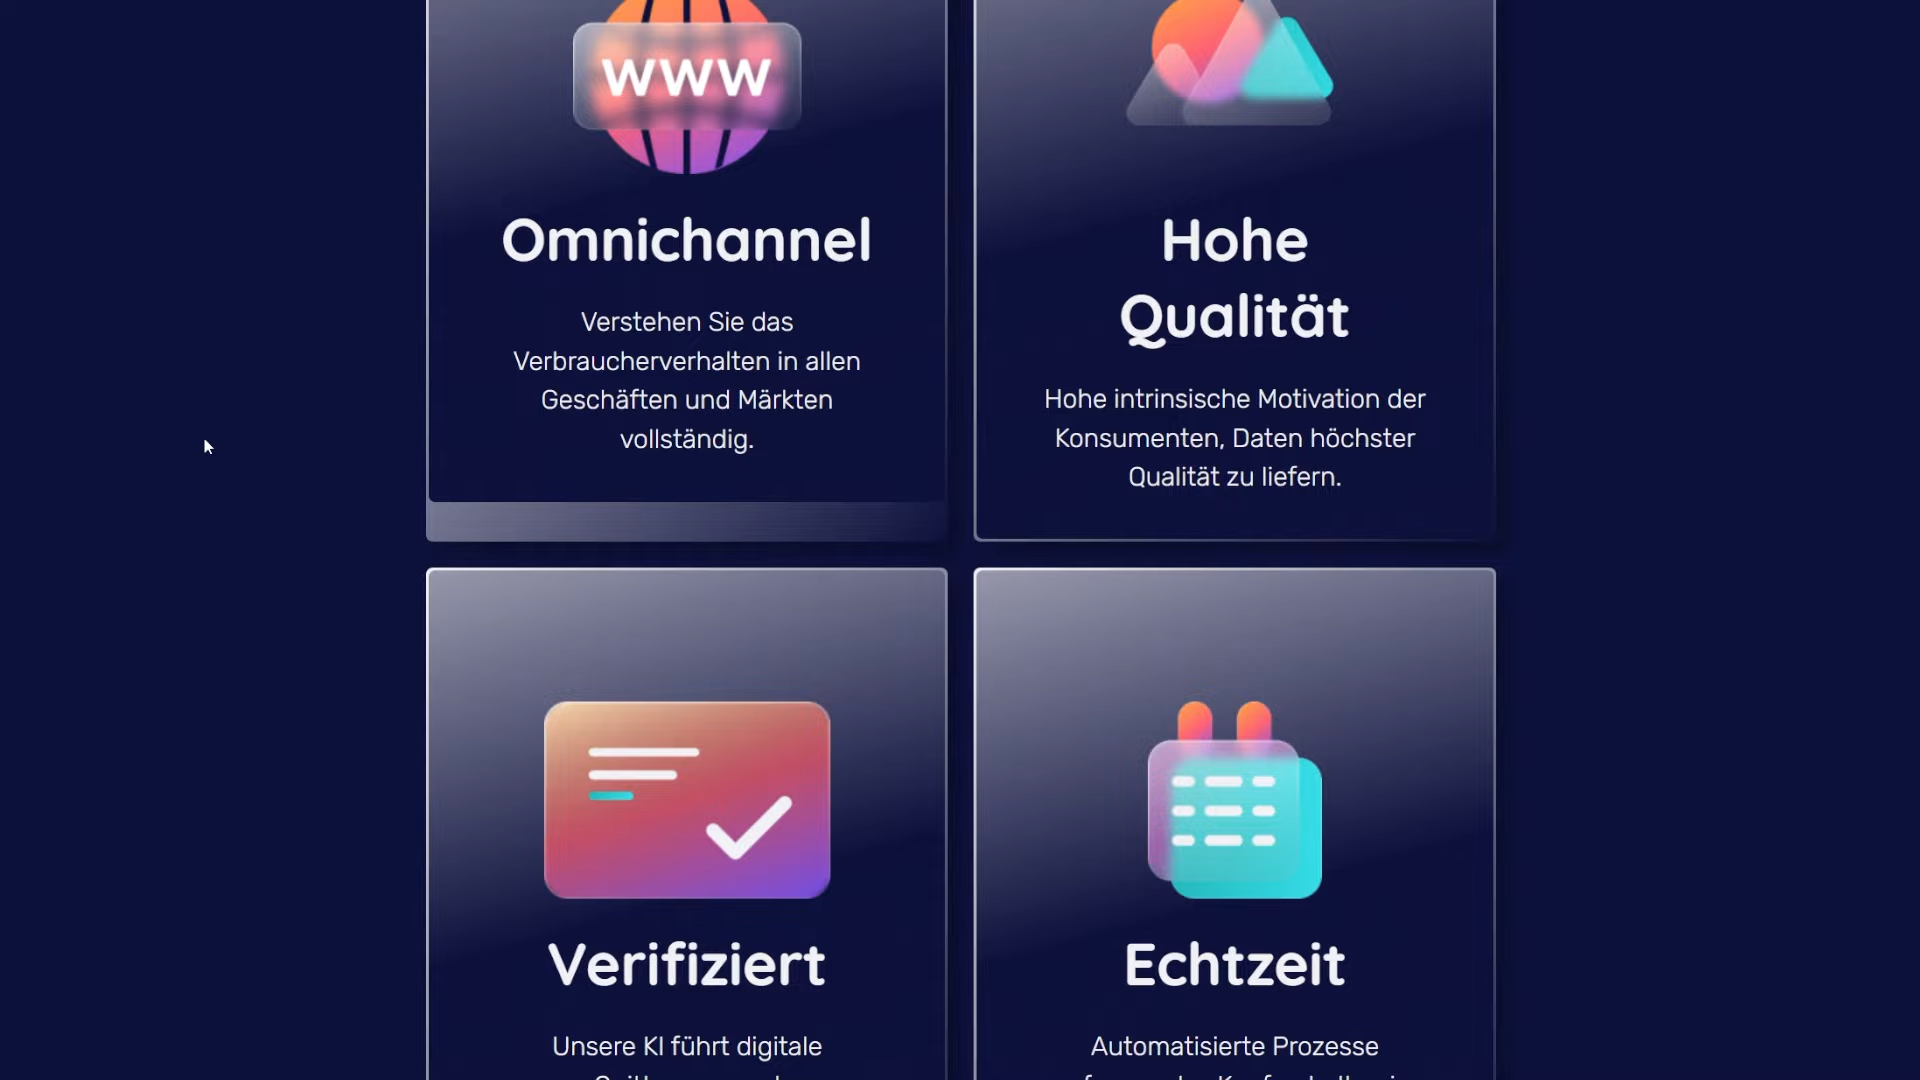 WWW
Omnichannel
Verstehen Sie das
Verbraucherverhalten in allen
Geschäften und Märkten
vollständig.
Hohe
Qualität
Hohe intrinsische Motivation der
Konsumenten, Daten höchster
Qualität zu liefern.
Verifiziert
Unsere KI führt digitale
Echtzeit
Automatisierte Prozesse